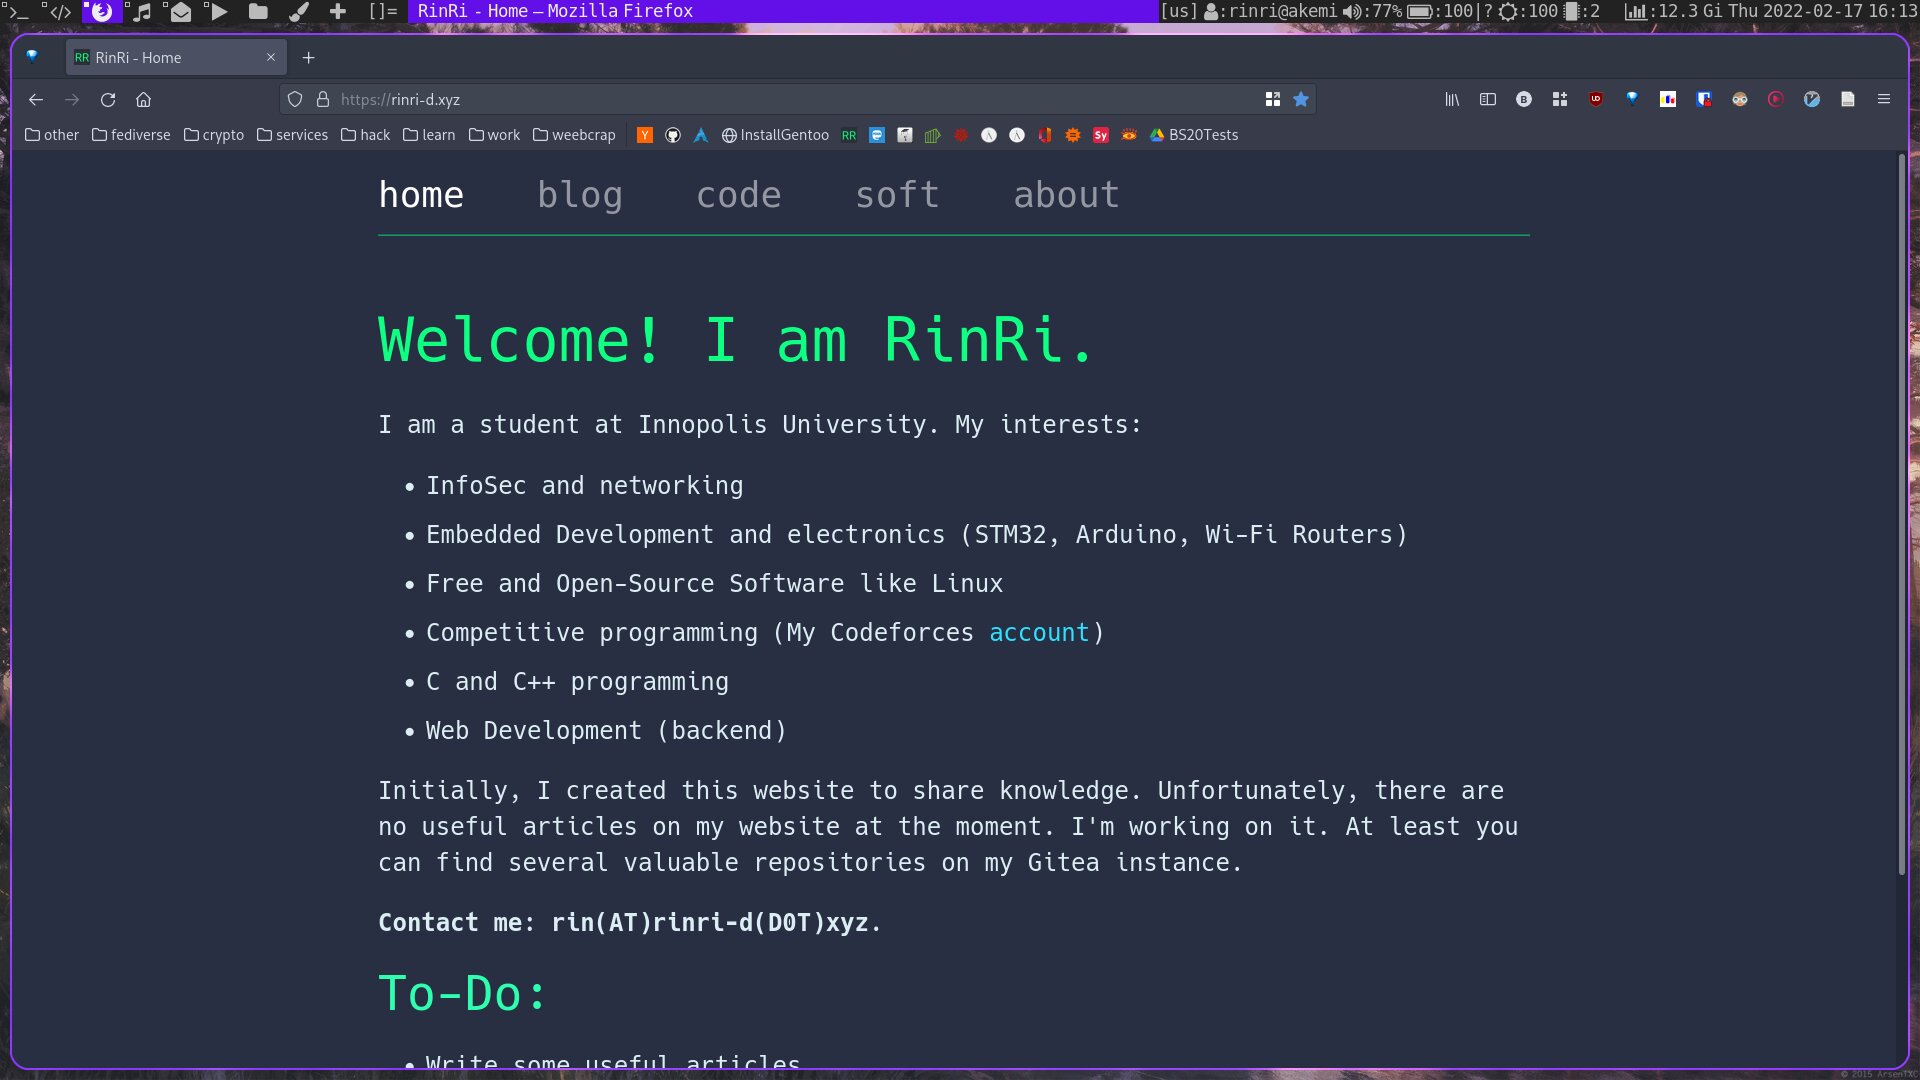 []= RinRi - Home — Mozilla Firefox [us] :rinri@akemi :77% :100|? :100 :2 :12.3 Gi Thu 2022-02-17 16:13
RR RinRi - Home
https://rinri-d.xyz
other fediverse crypto services hack learn work weebcrap Y InstallGentoo RR Sy BS20Tests
home blog code soft about
Welcome! I am RinRi.
I am a student at Innopolis University. My interests:
• InfoSec and networking
• Embedded Development and electronics (STM32, Arduino, Wi-Fi Routers)
• Free and Open-Source Software like Linux
• Competitive programming (My Codeforces account)
• C and C++ programming
• Web Development (backend)
Initially, I created this website to share knowledge. Unfortunately, there are
no useful articles on my website at the moment. I'm working on it. At least you
can find several valuable repositories on my Gitea instance.
Contact me: rin(AT)rinri-d(D0T)xyz.
To-Do:
• Write some useful articles
© 2015 ArsenTXC